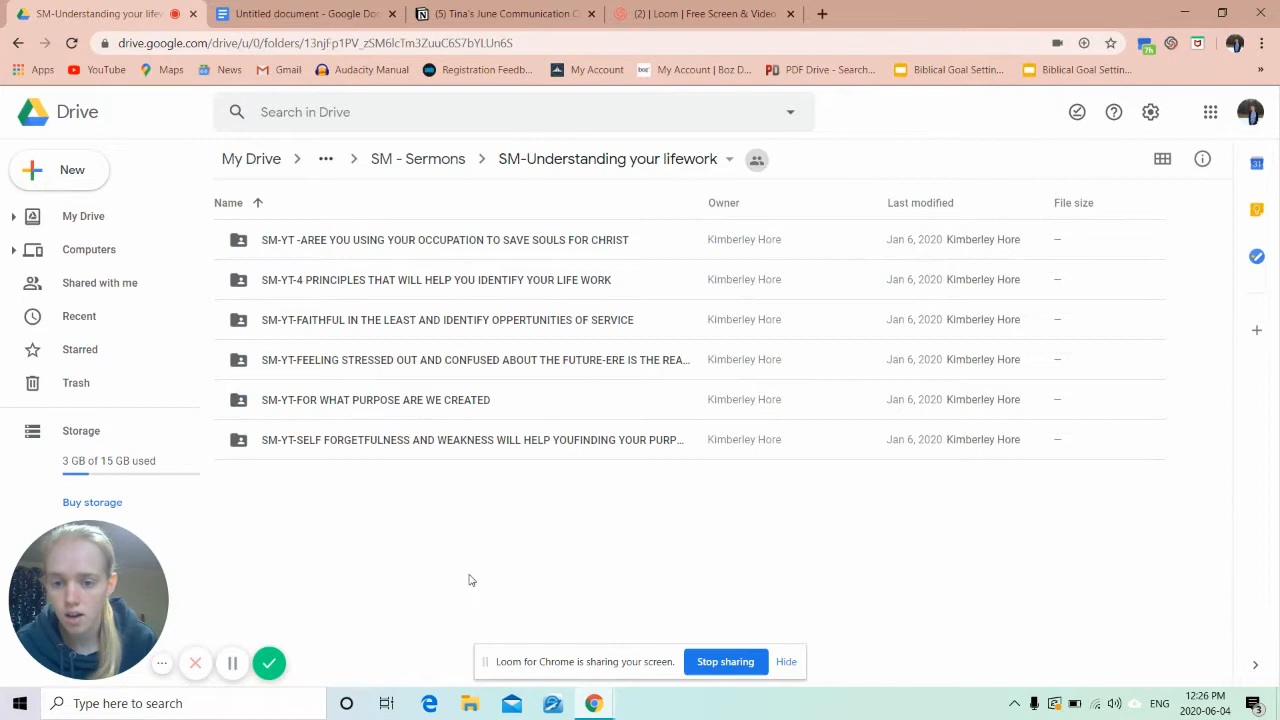 SM-Understanding your lifew
Untitled document - Google Doc
(5) Tina's June Communication C
(2) | Loom | Free Screen & Video
drive.google.com/drive/u/0/folders/13njFp1PV_zSM6lcTm3ZuuC6S7bYLUn6S
7h
Apps
YouTube
Maps
News
Gmail
Audacity Manual
Registration Feedb...
My Account
boz
My Account | Boz D...
PDF Drive - Search...
Biblical Goal Settin...
Biblical Goal Settin...
»
Drive
Search in Drive
New
My Drive
Computers
Shared with me
Recent
Starred
Trash
Storage
3 GB of 15 GB used
Buy storage
My Drive > ... > SM - Sermons > SM-Understanding your lifework
Name Owner Last modified File size
SM-YT -AREE YOU USING YOUR OCCUPATION TO SAVE SOULS FOR CHRIST Kimberley Hore Jan 6, 2020 Kimberley Hore —
SM-YT-4 PRINCIPLES THAT WILL HELP YOU IDENTIFY YOUR LIFE WORK Kimberley Hore Jan 6, 2020 Kimberley Hore —
SM-YT-FAITHFUL IN THE LEAST AND IDENTIFY OPPERTUNITIES OF SERVICE Kimberley Hore Jan 6, 2020 Kimberley Hore —
SM-YT-FEELING STRESSED OUT AND CONFUSED ABOUT THE FUTURE-ERE IS THE REA... Kimberley Hore Jan 6, 2020 Kimberley Hore —
SM-YT-FOR WHAT PURPOSE ARE WE CREATED Kimberley Hore Jan 6, 2020 Kimberley Hore —
SM-YT-SELF FORGETFULNESS AND WEAKNESS WILL HELP YOUFINDING YOUR PURP... Kimberley Hore Jan 6, 2020 Kimberley Hore —
31
Loom for Chrome is sharing your screen.
Stop sharing
Hide
Type here to search
ENG
12:26 PM
2020-06-04
3